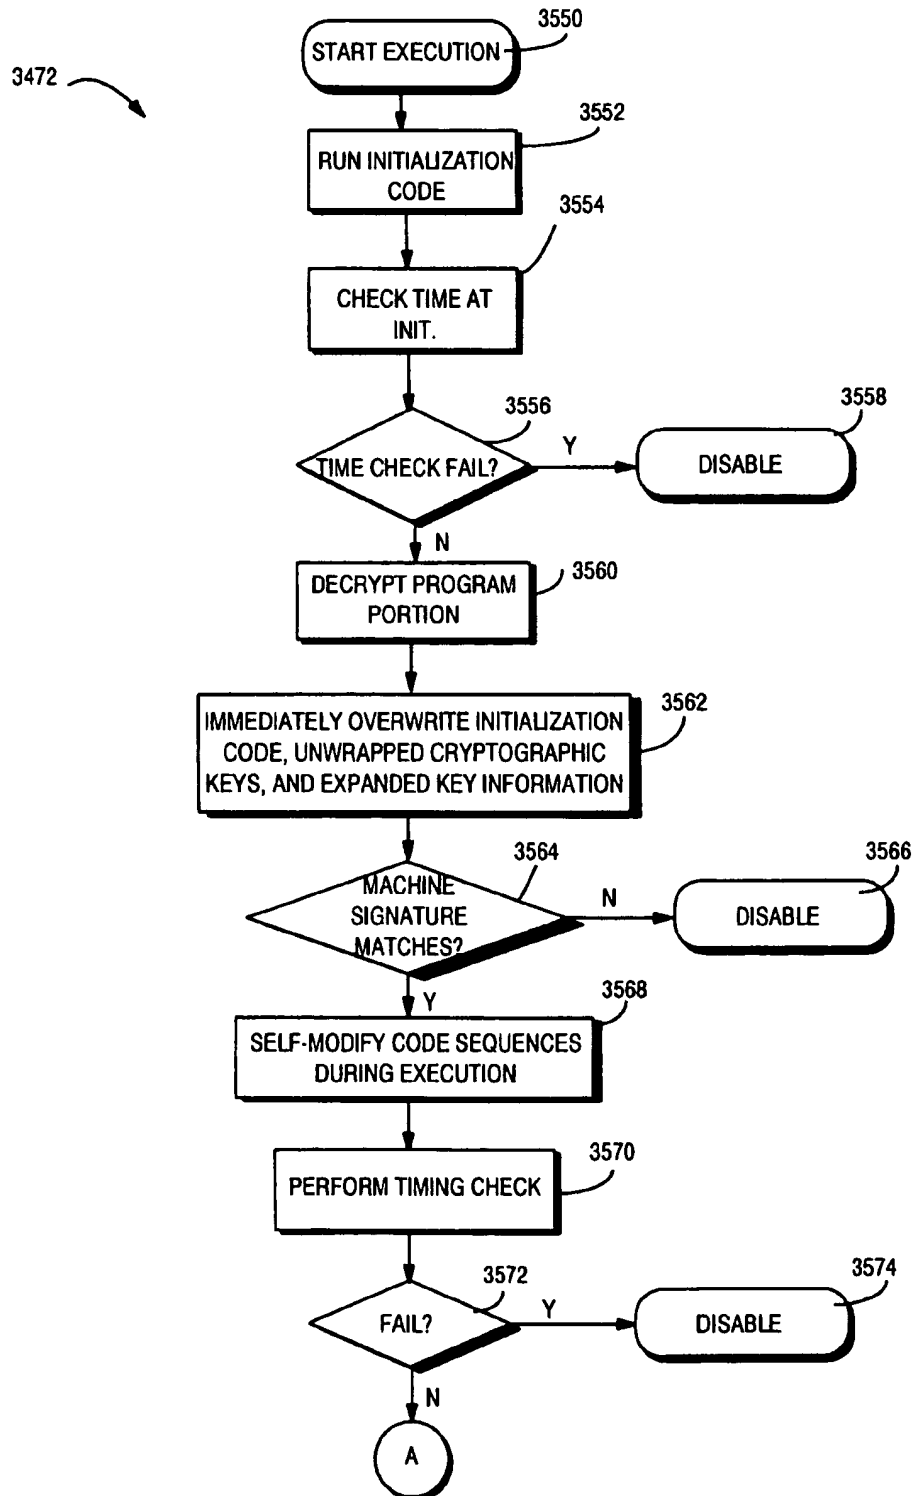 3550
START EXECUTION
3472
3552
RUN INITIALIZATION
CODE
3554
CHECK TIME AT
INIT.
3556
TIME CHECK FAIL?
Y
3558
DISABLE
N
3560
DECRYPT PROGRAM
PORTION
3562
IMMEDIATELY OVERWRITE INITIALIZATION
CODE, UNWRAPPED CRYPTOGRAPHIC
KEYS, AND EXPANDED KEY INFORMATION
3564
MACHINE
SIGNATURE
MATCHES?
N
3566
DISABLE
Y
3568
SELF-MODIFY CODE SEQUENCES
DURING EXECUTION
3570
PERFORM TIMING CHECK
3572
FAIL?
Y
3574
DISABLE
N
A